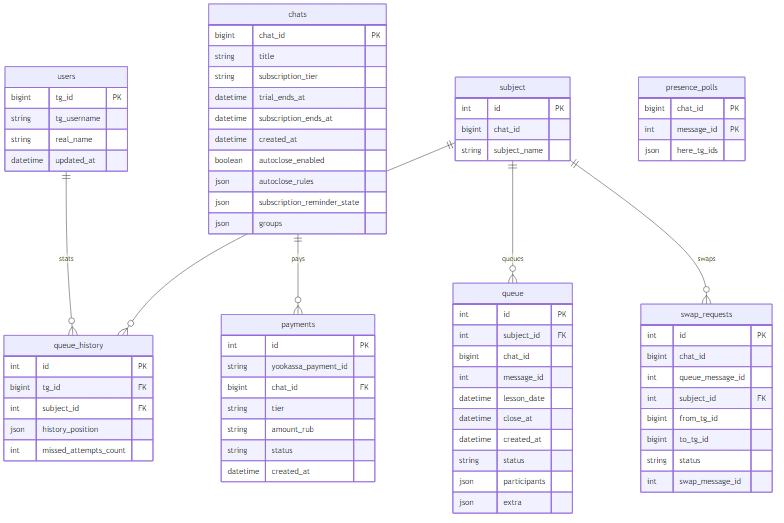 chats
bigint chat_id PK
string title
string subscription_tier
datetime trial_ends_at
datetime subscription_ends_at
datetime created_at
boolean autoclose_enabled
json autoclose_rules
json subscription_reminder_state
json groups
users
bigint tg_id PK
string tg_username
string real_name
datetime updated_at
subject
int id PK
bigint chat_id
string subject_name
presence_polls
bigint chat_id PK
int message_id PK
json here_tg_ids
stats
pays
queues
swaps
queue_history
int id PK
bigint tg_id FK
int subject_id FK
json history_position
int missed_attempts_count
payments
int id PK
string yookassa_payment_id
bigint chat_id FK
string tier
string amount_rub
string status
datetime created_at
queue
int id PK
int subject_id FK
bigint chat_id
int message_id
datetime lesson_date
datetime close_at
datetime created_at
string status
json participants
json extra
swap_requests
int id PK
bigint chat_id
int queue_message_id
int subject_id FK
bigint from_tg_id
bigint to_tg_id
string status
int swap_message_id